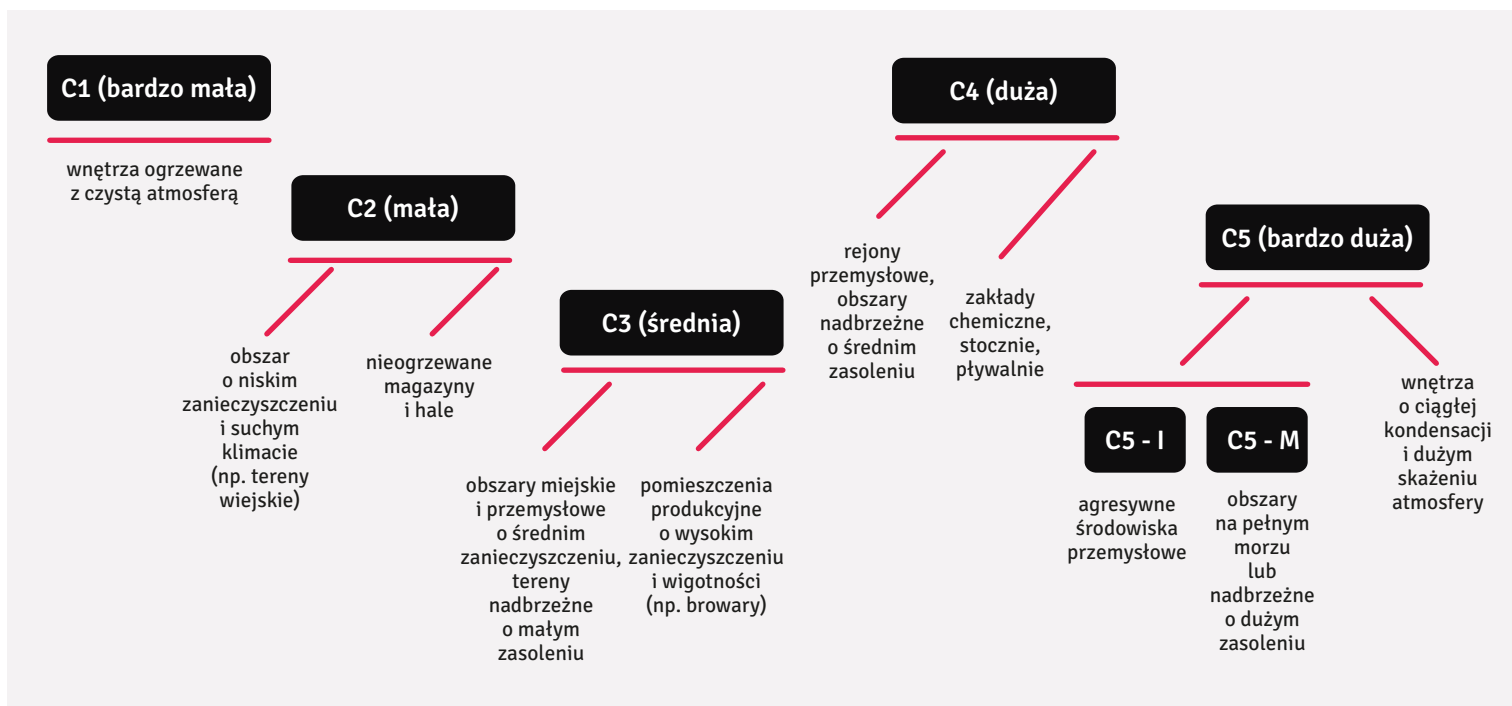 C1 (bardzo mała)
wnętrza ogrzewane
z czystą atmosferą
C2 (mała)
obszar
o niskim
zanieczyszczeniu
i suchym
klimacie
(np. tereny
wiejskie)
nieogrzewane
magazyny
i hale
C3 (średnia)
obszary miejskie
i przemysłowe
o średnim
zanieczyszczeniu,
tereny
nadbrzeżne
o małym
zasoleniu
pomieszczenia
produkcyjne
o wysokim
zanieczyszczeniu
i wigotności
(np. browary)
C4 (duża)
rejony
przemysłowe,
obszary
nadbrzeżne
o średnim
zasoleniu
zakłady
chemiczne,
stocznie,
pływalnie
C5 (bardzo duża)
C5 - I
agresywne
środowiska
przemysłowe
C5 - M
obszary
na pełnym
morzu
lub
nadbrzeżne
o dużym
zasoleniu
wnętrza
o ciągłej
kondensacji
i dużym
skażeniu
atmosfery